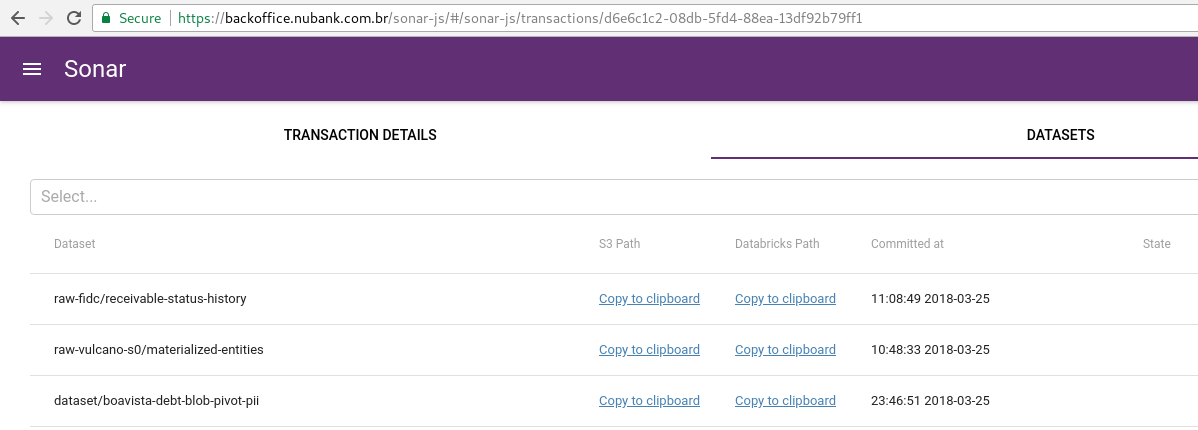 Secure https://backoffice.nubank.com.br/sonar-js/#/sonar-js/transactions/d6e6c1c2-08db-5fd4-88ea-13df92b79ff1
Sonar
TRANSACTION DETAILS DATASETS
Select...
Dataset S3 Path Databricks Path Committed at State
raw-fidc/receivable-status-history Copy to clipboard Copy to clipboard 11:08:49 2018-03-25
raw-vulcano-s0/materialized-entities Copy to clipboard Copy to clipboard 10:48:33 2018-03-25
dataset/boavista-debt-blob-pivot-pii Copy to clipboard Copy to clipboard 23:46:51 2018-03-25